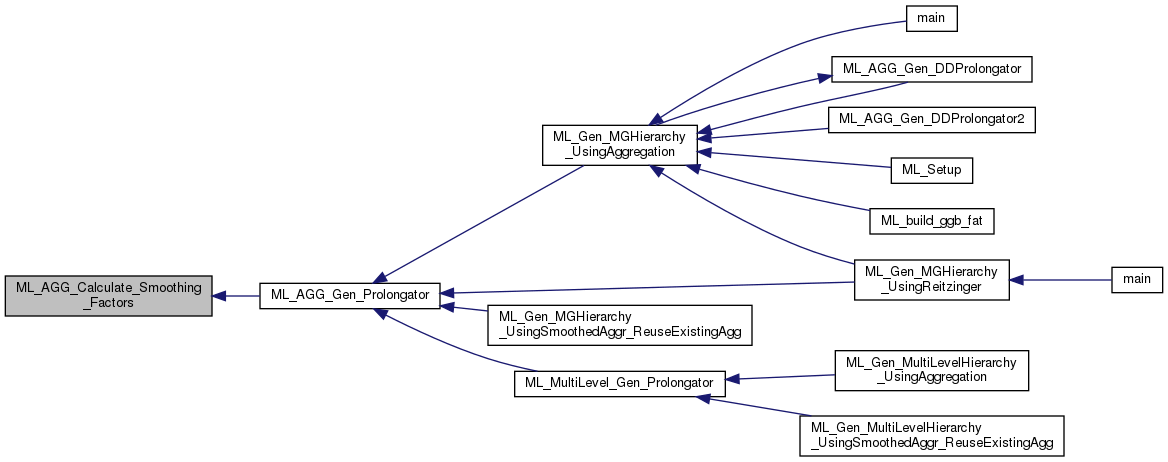 main
ML_AGG_Gen_DDProlongator
ML_AGG_Gen_DDProlongator2
ML_Gen_MGHierarchy
_UsingAggregation
ML_Setup
ML_build_ggb_fat
ML_Gen_MGHierarchy
_UsingReitzinger
main
ML_AGG_Calculate_Smoothing
_Factors
ML_AGG_Gen_Prolongator
ML_Gen_MGHierarchy
_UsingSmoothedAggr_ReuseExistingAgg
ML_Gen_MultiLevelHierarchy
_UsingAggregation
ML_MultiLevel_Gen_Prolongator
ML_Gen_MultiLevelHierarchy
_UsingSmoothedAggr_ReuseExistingAgg